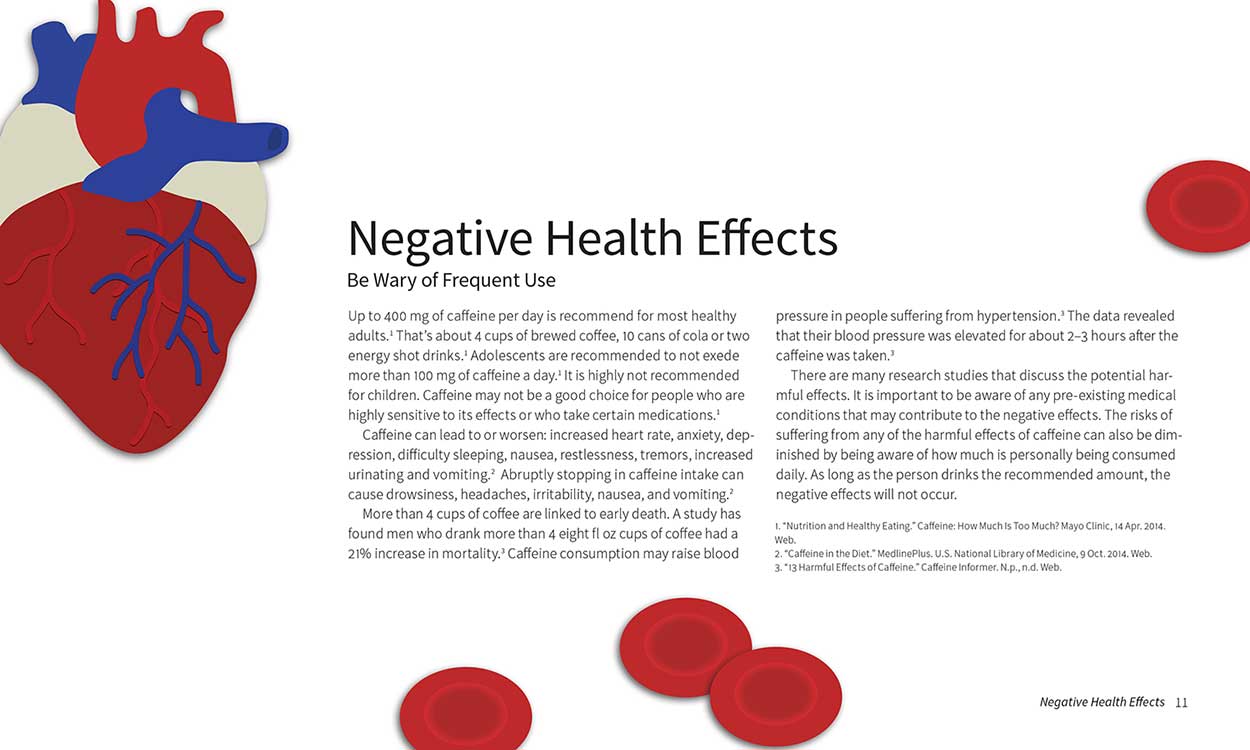 Negative Health Effects
Be Wary of Frequent Use
Up to 400 mg of caffeine per day is recommend for most healthy
adults.¹ That’s about 4 cups of brewed coffee, 10 cans of cola or two
energy shot drinks.¹ Adolescents are recommended to not exede
more than 100 mg of caffeine a day.¹ It is highly not recommended
for children. Caffeine may not be a good choice for people who are
highly sensitive to its effects or who take certain medications.¹
Caffeine can lead to or worsen: increased heart rate, anxiety, dep-
ression, difficulty sleeping, nausea, restlessness, tremors, increased
urinating and vomiting.² Abruptly stopping in caffeine intake can
cause drowsiness, headaches, irritability, nausea, and vomiting.²
More than 4 cups of coffee are linked to early death. A study has
found men who drank more than 4 eight fl oz cups of coffee had a
21% increase in mortality.³ Caffeine consumption may raise blood
pressure in people suffering from hypertension.³ The data revealed
that their blood pressure was elevated for about 2–3 hours after the
caffeine was taken.³
There are many research studies that discuss the potential har-
mful effects. It is important to be aware of any pre-existing medical
conditions that may contribute to the negative effects. The risks of
suffering from any of the harmful effects of caffeine can also be dim-
inished by being aware of how much is personally being consumed
daily. As long as the person drinks the recommended amount, the
negative effects will not occur.
1. “Nutrition and Healthy Eating.” Caffeine: How Much Is Too Much? Mayo Clinic, 14 Apr. 2014.
Web.
2. “Caffeine in the Diet.” MedlinePlus. U.S. National Library of Medicine, 9 Oct. 2014. Web.
3. “13 Harmful Effects of Caffeine.” Caffeine Informer. N.p., n.d. Web.
Negative Health Effects 11